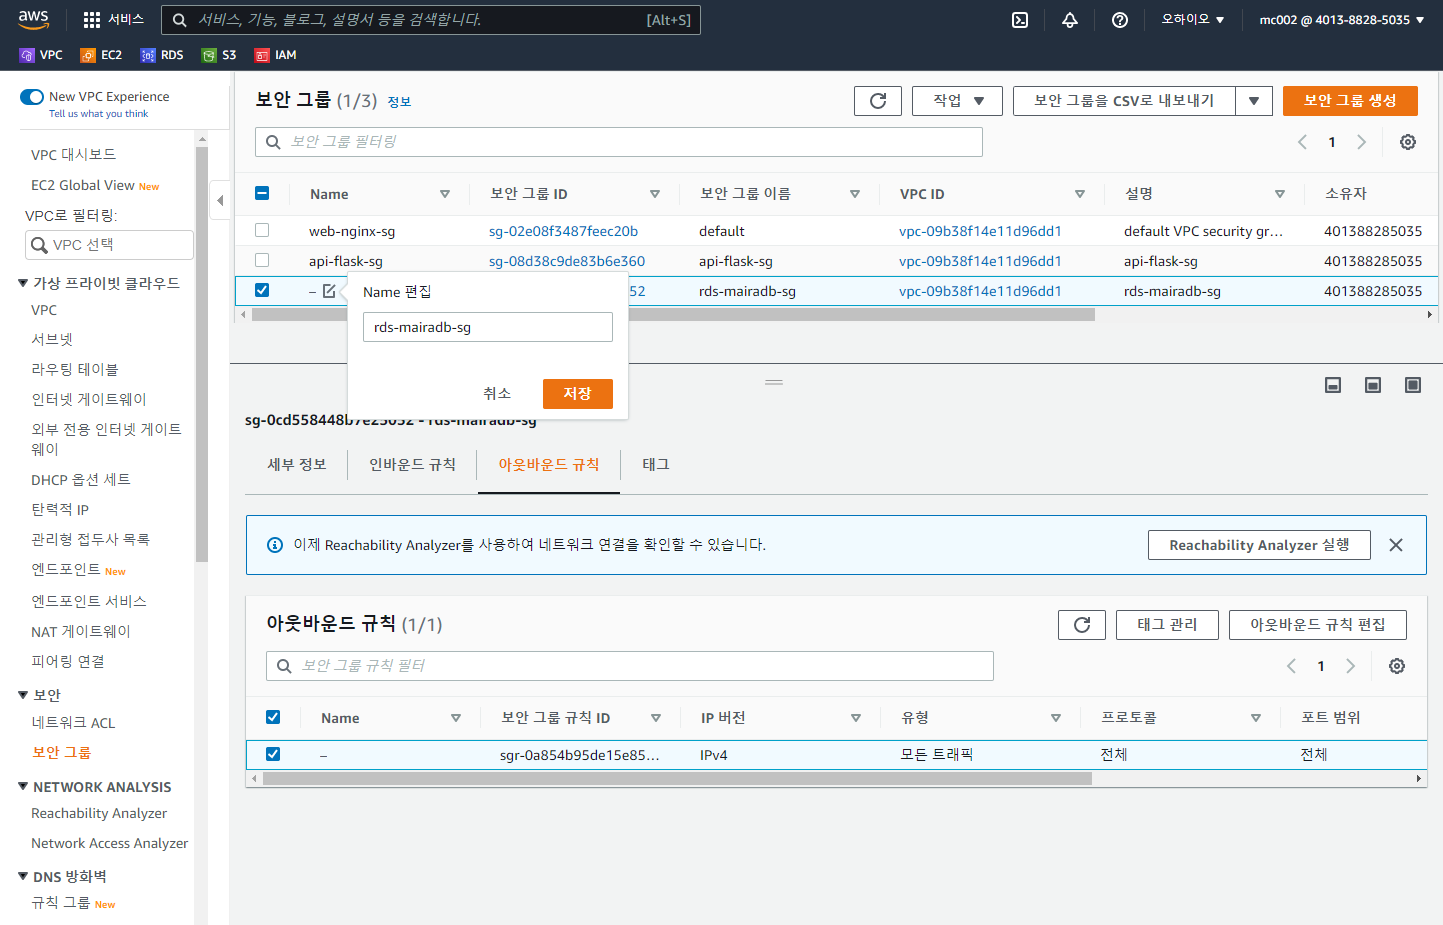 aws
서비스
서비스, 기능, 블로그, 설명서 등을 검색합니다.
[Alt+S]
오하이오 ▼
mc002 @ 4013-8828-5035 ▼
VPC
EC2
RDS
S3
IAM
New VPC Experience
Tell us what you think
VPC 대시보드
EC2 Global View New
VPC로 필터링:
VPC 선택
가상 프라이빗 클라우드
VPC
서브넷
라우팅 테이블
인터넷 게이트웨이
외부 전용 인터넷 게이트
웨이
DHCP 옵션 세트
탄력적 IP
관리형 접두사 목록
엔드포인트 New
엔드포인트 서비스
NAT 게이트웨이
피어링 연결
보안
네트워크 ACL
보안 그룹
NETWORK ANALYSIS
Reachability Analyzer
Network Access Analyzer
DNS 방화벽
규칙 그룹 New
보안 그룹 (1/3) 정보
작업 ▼
보안 그룹을 CSV로 내보내기 ▼
보안 그룹 생성
보안 그룹 필터링
1
Name 보안 그룹 ID 보안 그룹 이름 VPC ID 설명 소유자
web-nginx-sg sg-02e08f3487feec20b default vpc-09b38f14e11d96dd1 default VPC security gr... 401388285035
api-flask-sg sg-08d38c9de83b6e360 api-flask-sg vpc-09b38f14e11d96dd1 api-flask-sg 401388285035
– 52 rds-mairadb-sg vpc-09b38f14e11d96dd1 rds-mairadb-sg 401388285035
Name 편집
rds-mairadb-sg
취소
저장
sg-0cd558448b7e25052 - rds-mairadb-sg
세부 정보
인바운드 규칙
아웃바운드 규칙
태그
이제 Reachability Analyzer를 사용하여 네트워크 연결을 확인할 수 있습니다.
Reachability Analyzer 실행
아웃바운드 규칙 (1/1)
태그 관리
아웃바운드 규칙 편집
보안 그룹 규칙 필터
1
Name 보안 그룹 규칙 ID IP 버전 유형 프로토콜 포트 범위
– sgr-0a854b95de15e85... IPv4 모든 트래픽 전체 전체